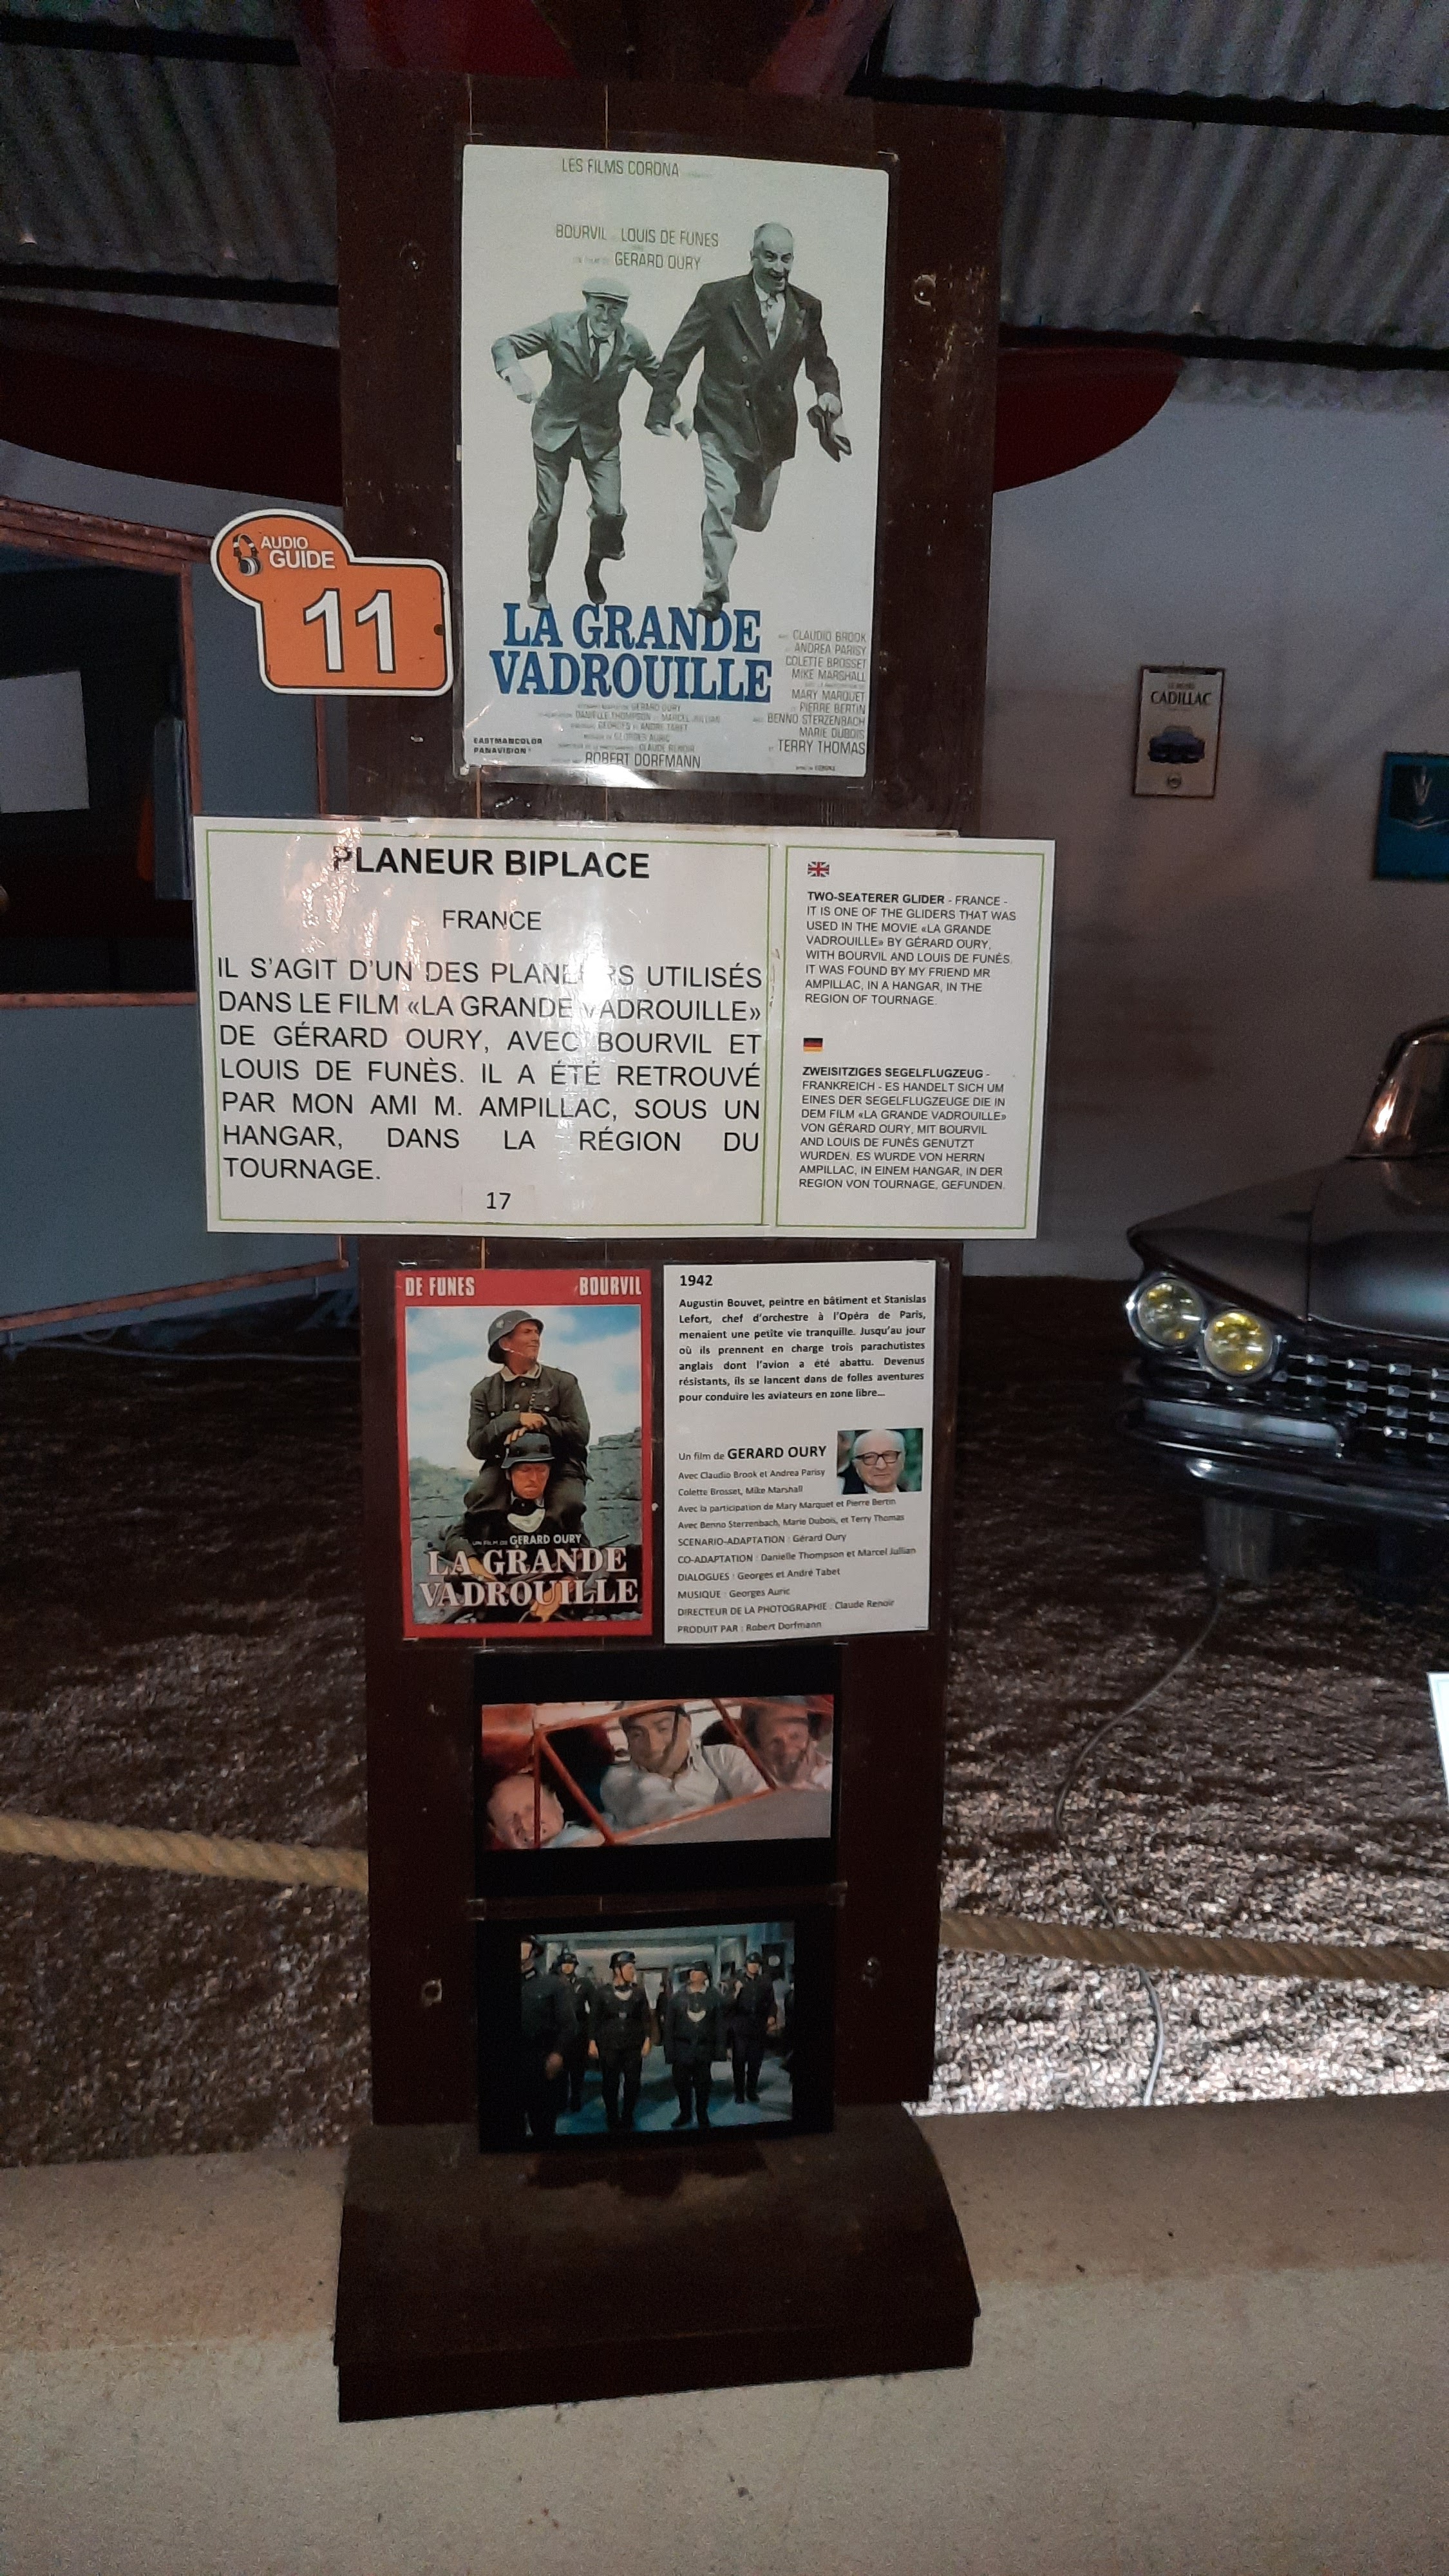 LES FILMS CORONA
BOURVIL LOUIS DE FUNES
GERARD OURY
LA GRANDE
VADROUILLE
CLAUDIO BROOK
ANDREA PARISY
COLETTE BROSSET
MIKE MARSHALL
MARY MARQUET
PIERRE BERTIN
BENNO STERZENBACH
MARIE DUBOIS
TERRY THOMAS
GERARD OURY
DANIELLE THOMPSON MARCEL JULLIAN
GEORGES ET ANDRE TABET
GEORGES AURIC
CLAUDE RENOIR
ROBERT DORFMANN
EASTMANCOLOR
PANAVISION
AUDIO
GUIDE
11
CADILLAC
PLANEUR BIPLACE
FRANCE
IL S'AGIT D'UN DES PLANEURS UTILISÉS
DANS LE FILM «LA GRANDE VADROUILLE»
DE GÉRARD OURY, AVEC BOURVIL ET
LOUIS DE FUNÈS. IL A ÉTÉ RETROUVÉ
PAR MON AMI M. AMPILLAC, SOUS UN
HANGAR, DANS LA RÉGION DU
TOURNAGE.
17
TWO-SEATERER GLIDER - FRANCE -
IT IS ONE OF THE GLIDERS THAT WAS
USED IN THE MOVIE «LA GRANDE
VADROUILLE» BY GÉRARD OURY,
WITH BOURVIL AND LOUIS DE FUNÈS.
IT WAS FOUND BY MY FRIEND MR
AMPILLAC, IN A HANGAR, IN THE
REGION OF TOURNAGE.
ZWEISITZIGES SEGELFLUGZEUG -
FRANKREICH - ES HANDELT SICH UM
EINES DER SEGELFLUGZEUGE DIE IN
DEM FILM «LA GRANDE VADROUILLE»
VON GÉRARD OURY, MIT BOURVIL
AND LOUIS DE FUNÈS GENUTZT
WURDEN. ES WURDE VON HERRN
AMPILLAC, IN EINEM HANGAR, IN DER
REGION VON TOURNAGE, GEFUNDEN.
DE FUNES BOURVIL
UN FILM DE GERARD OURY
LA GRANDE
VADROUILLE
1942
Augustin Bouvet, peintre en bâtiment et Stanislas
Lefort, chef d'orchestre à l'Opéra de Paris,
menaient une petite vie tranquille. Jusqu'au jour
où ils prennent en charge trois parachutistes
anglais dont l'avion a été abattu. Devenus
résistants, ils se lancent dans de folles aventures
pour conduire les aviateurs en zone libre...
Un film de GERARD OURY
Avec Claudio Brook et Andrea Parisy
Colette Brosset, Mike Marshall
Avec la participation de Mary Marquet et Pierre Bertin
Avec Benno Sterzenbach, Marie Dubois, et Terry Thomas
SCENARIO-ADAPTATION : Gérard Oury
CO-ADAPTATION : Danielle Thompson et Marcel Jullian
DIALOGUES : Georges et André Tabet
MUSIQUE : Georges Auric
DIRECTEUR DE LA PHOTOGRAPHIE : Claude Renoir
PRODUIT PAR : Robert Dorfmann